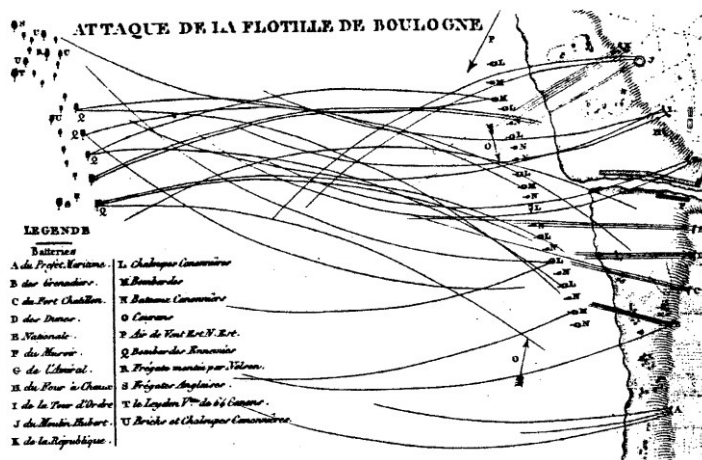 ATTAQUE DE LA FLOTILLE DE BOULOGNE
LEGENDE
Batteries
A du Préfet Maritime.
B des Grenadiers.
C du Fort Chatillon.
D des Dunes.
E Nationale.
F du Musoir.
G de l'Amiral.
H du Four à Chaux
I de la Tour d'Ordre
J du Moulin Hubert.
K de la République.
L Chaloupes Canonnières
M Bombardes
N Bateaux Canonniers
O Courans
P Air de Vent Est.N.Est.
Q Bombardes Ennemies
R Frégate montée par Nelson.
S Frégates Anglaises.
T le Leyden V.au de 64 Canons.
U Bricks et Chaloupes Canonnières.